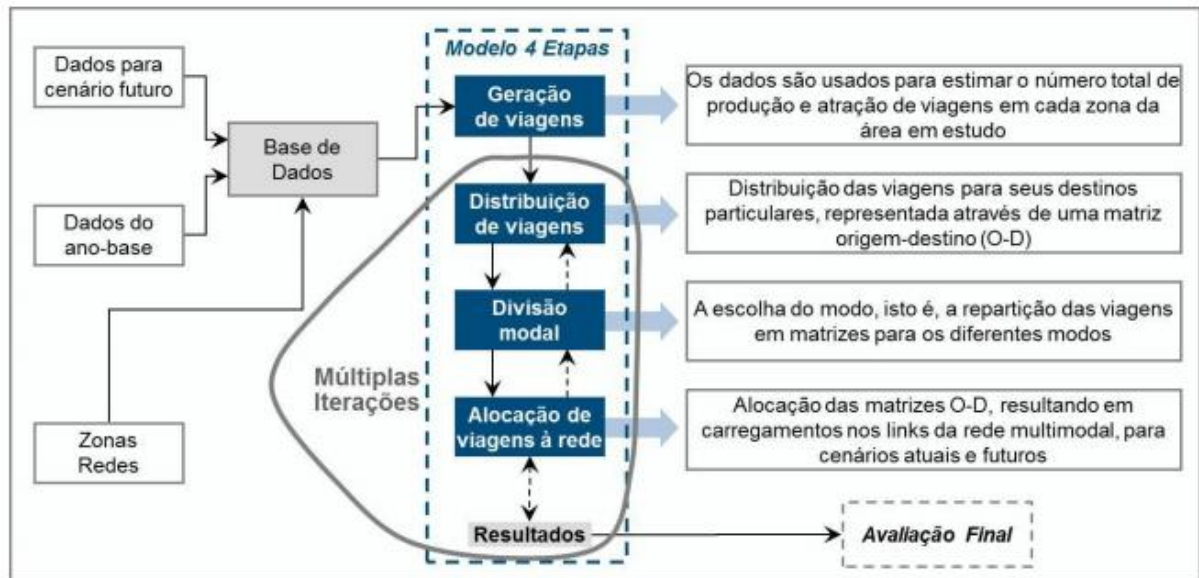 Modelo 4 Etapas
Dados para
cenário futuro
Base de
Dados
Dados do
ano-base
Zonas
Redes
Geração
de viagens
Os dados são usados para estimar o número total de
produção e atração de viagens em cada zona da
área em estudo
Distribuição
de viagens
Distribuição das viagens para seus destinos
particulares, representada através de uma matriz
origem-destino (O-D)
Divisão
modal
A escolha do modo, isto é, a repartição das viagens
em matrizes para os diferentes modos
Múltiplas
Iterações
Alocação de
viagens à rede
Alocação das matrizes O-D, resultando em
carregamentos nos links da rede multimodal, para
cenários atuais e futuros
Resultados
Avaliação Final